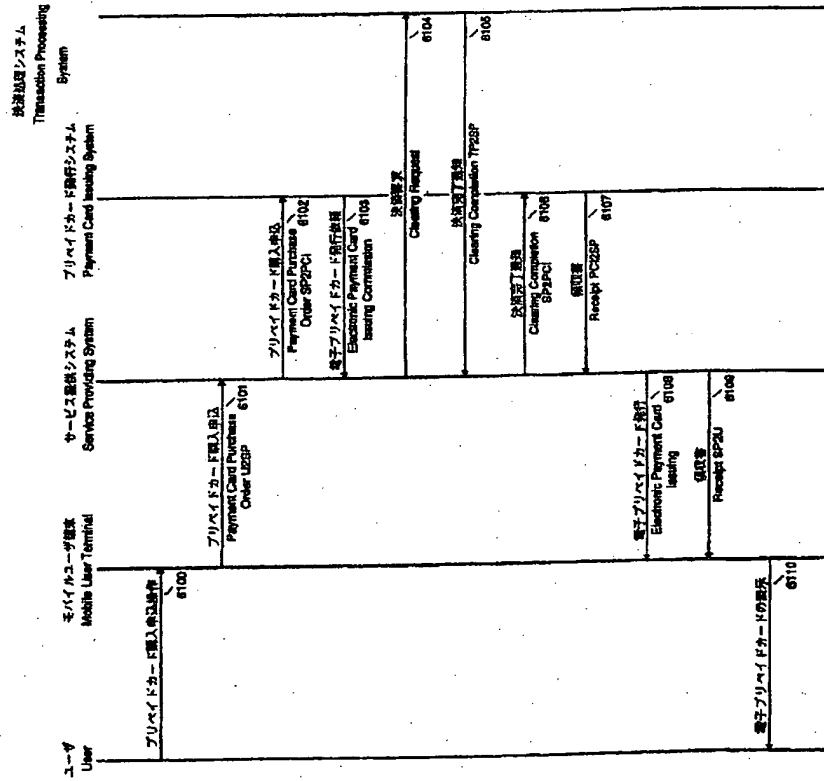 ユーザ
User
モバイルユーザ端末
Mobile User Terminal
サービス提供システム
Service Providing System
プリペイドカード発行システム
Payment Card Issuing System
決済処理システム
Transaction Processing
System
プリペイドカード購入申込操作
6100
プリペイドカード購入申込
Payment Card Purchase
Order U2SP
6101
プリペイドカード購入申込
Payment Card Purchase
Order SP2PCI
6102
電子プリペイドカード発行依頼
Electronic Payment Card
Issuing Commission
6103
決済要求
Clearing Request
6104
決済完了通知
Clearing Completion TP2SP
6105
決済完了通知
Clearing Completion
SP2PCI
6106
領収書
Receipt PCI2SP
6107
電子プリペイドカード発行
Electronic Payment Card
Issuing
6108
領収書
Receipt SP2U
6109
電子プリペイドカードの表示
6110